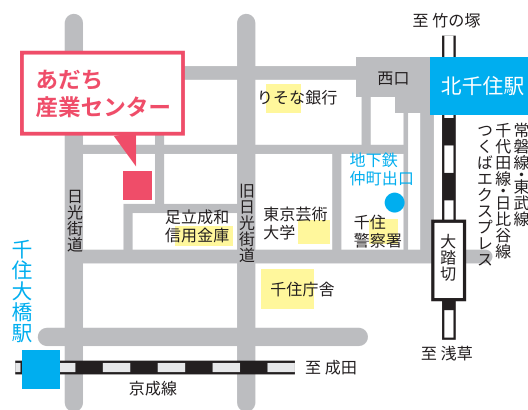 至 竹の塚
あだち
産業センター
西口
北千住駅
りそな銀行
地下鉄
仲町出口
常磐線・東武線
千代田線・日比谷線
つくばエクスプレス
日光街道
旧日光街道
足立成和
信用金庫
東京芸術
大学
千住
警察署
大踏切
千住大橋駅
千住庁舎
至 浅草
至 成田
京成線